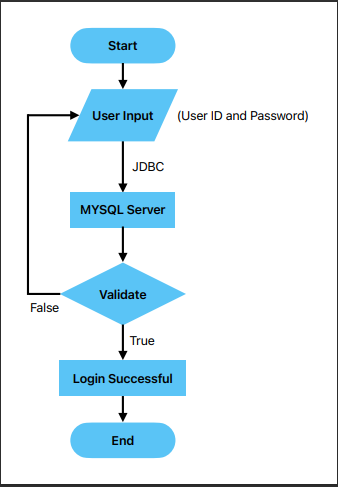 Start
User Input
(User ID and Password)
JDBC
MYSQL Server
Validate
False
True
Login Successful
End